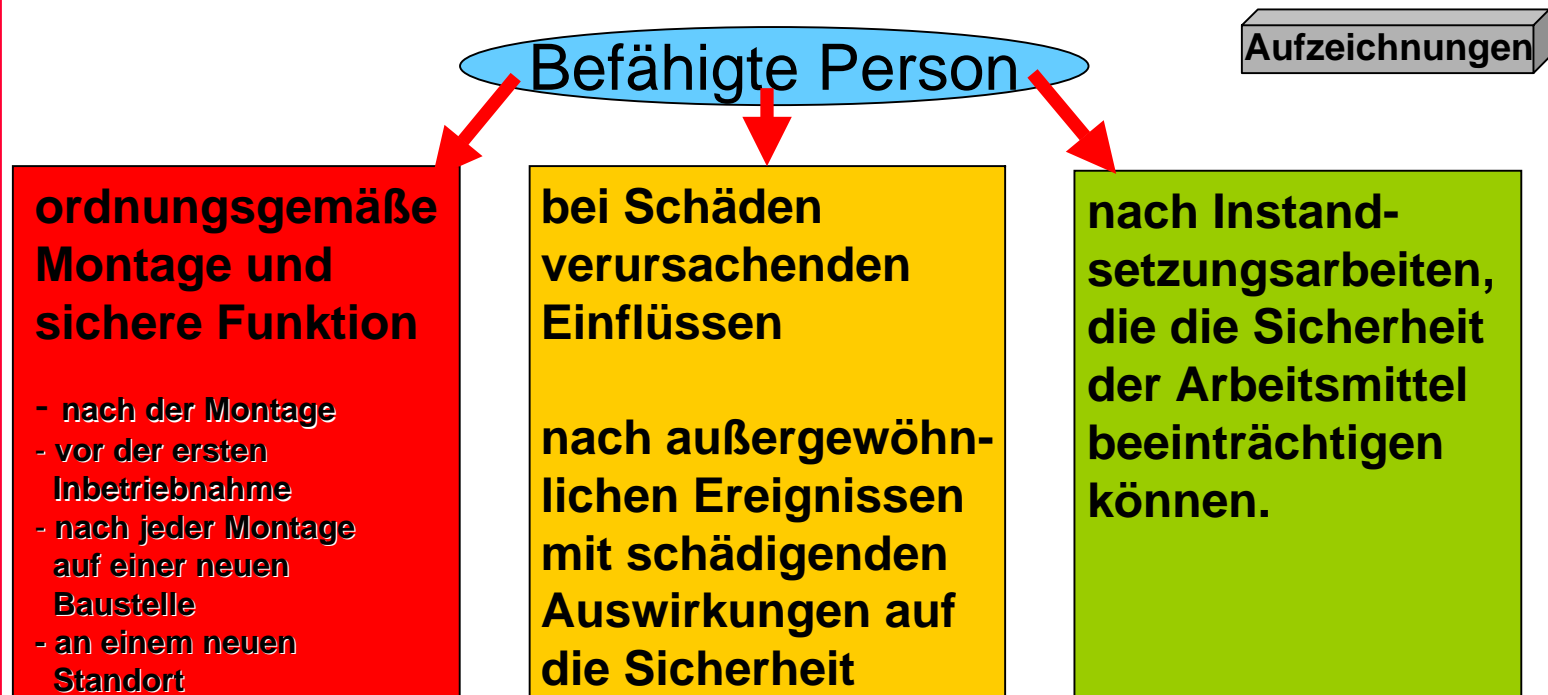 Befähigte Person
Aufzeichnungen
ordnungsgemäße
Montage und
sichere Funktion
- nach der Montage
- vor der ersten
Inbetriebnahme
- nach jeder Montage
auf einer neuen
Baustelle
- an einem neuen
Standort
bei Schäden
verursachenden
Einflüssen
nach außergewöhn-
lichen Ereignissen
mit schädigenden
Auswirkungen auf
die Sicherheit
nach Instand-
setzungsarbeiten,
die die Sicherheit
der Arbeitsmittel
beeinträchtigen
können.